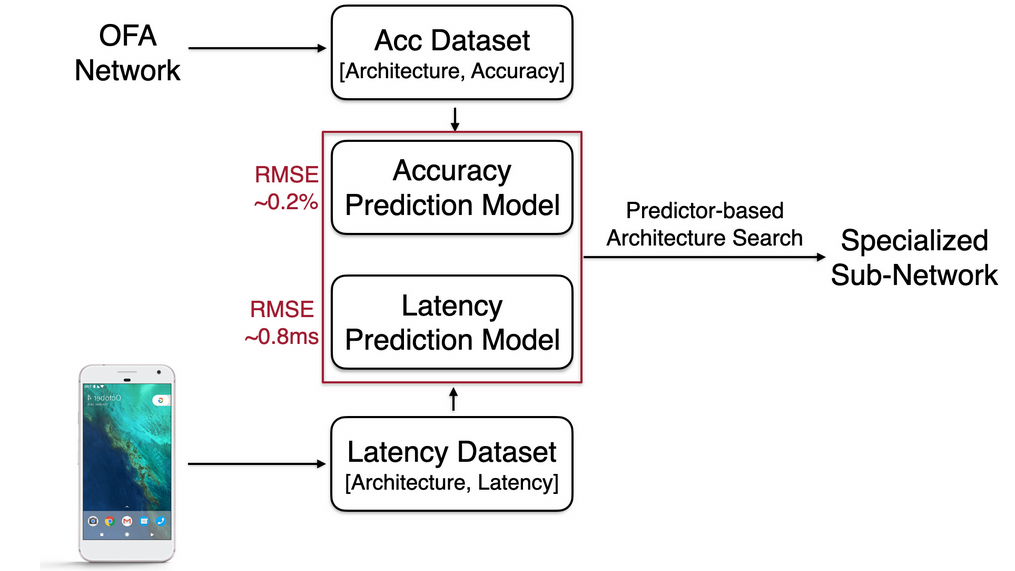 OFA
Network
Acc Dataset
[Architecture, Accuracy]
RMSE
~0.2%
Accuracy
Prediction Model
Predictor-based
Architecture Search
Specialized
Sub-Network
RMSE
~0.8ms
Latency
Prediction Model
Latency Dataset
[Architecture, Latency]
October 4